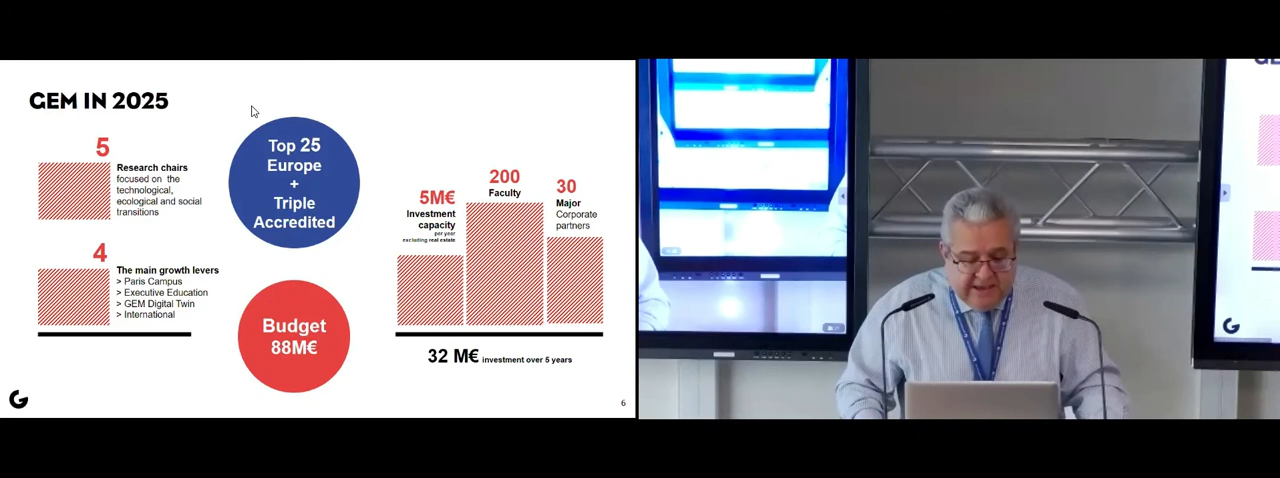 GEM IN 2025
5
Research chairs
focused on the
technological,
ecological and social
transitions
4
The main growth levers
> Paris Campus
> Executive Education
> GEM Digital Twin
> International
Top 25
Europe
+
Triple
Accredited
Budget
88M€
5M€
Investment
capacity
per year
excluding real estate
200
Faculty
30
Major
Corporate
partners
32 M€ investment over 5 years
6